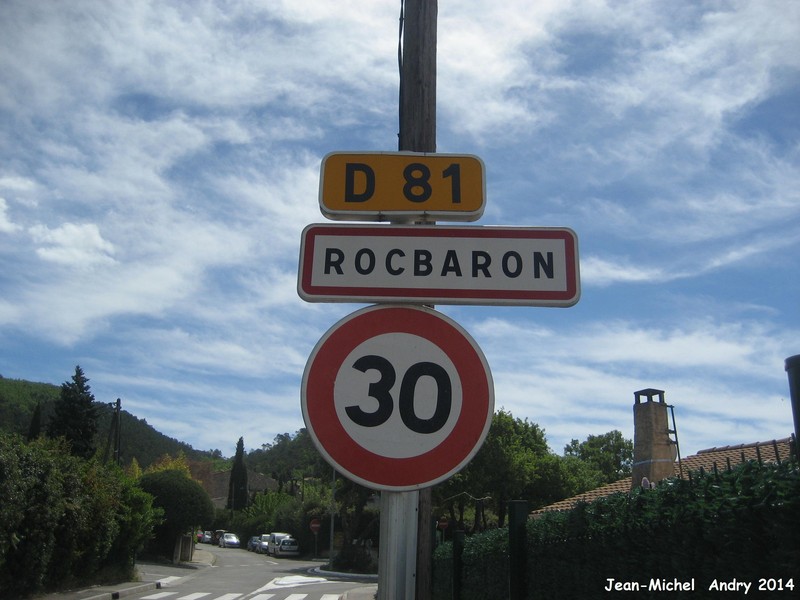 D 81
ROCBARON
30
Jean-Michel Andry 2014